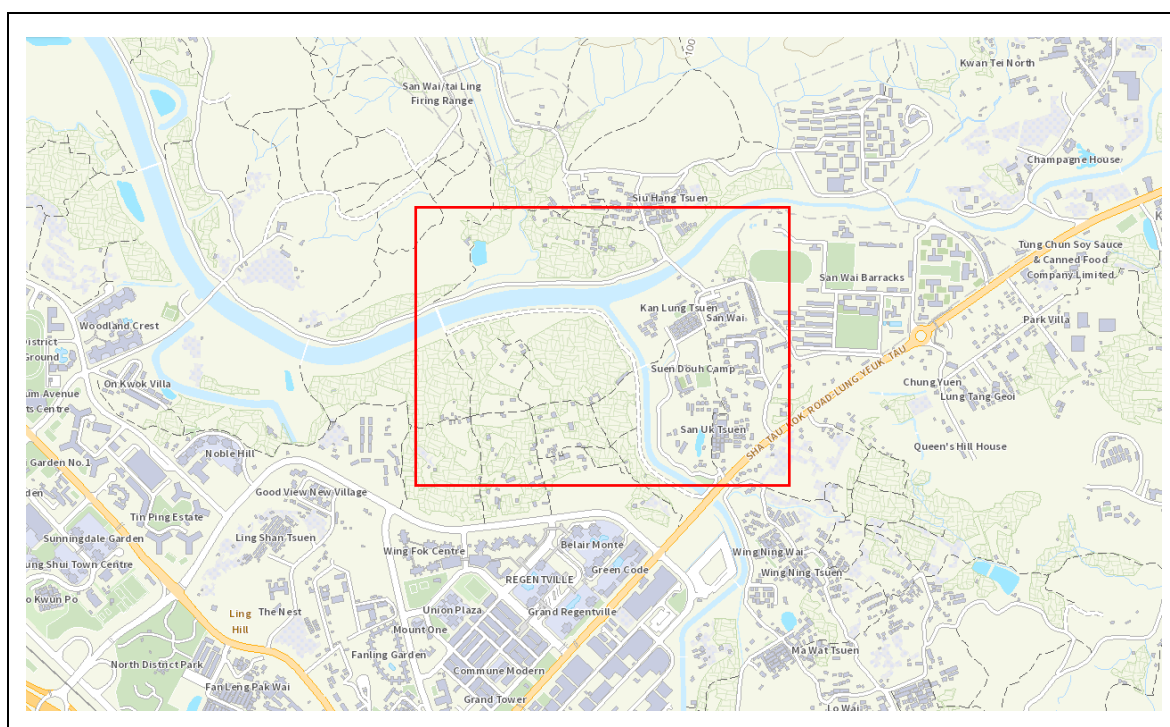 100
Kwan Tei North
San Wai/tai Ling
Firing Range
Champagne House
Siu Hang Tsuen
Tung Chun Soy Sauce
& Canned Food
Company Limited
San Wai Barracks
Kan Lung Tsuen
San Wai
Woodland Crest
Park Villa
District
Ground
SHA TAU KOK ROAD-LUNG YEUK TAU
Suen Douh Camp
On Kwok Villa
Chung Yuen
Lung Tang Geoi
um Avenue
ts Centre
San Uk Tsuen
Queen's Hill House
Noble Hill
Garden No.1
Good View New Village
den
Tin Ping Estate
Sunningdale Garden
Ling Shan Tsuen
Belair Monte
Wing Fok Centre
Wing Ning Wai
ung Shui Town Centre
Green Code
Wing Ning Tsuen
REGENTVILLE
o Kwun Po
The Nest
Union Plaza
Grand Regentville
Ling
Hill
Mount One
Ma Wat Tsuen
Fanling Garden
North District Park
Commune Modern
Fan Leng Pak Wai
Grand Tower
Lo Wai